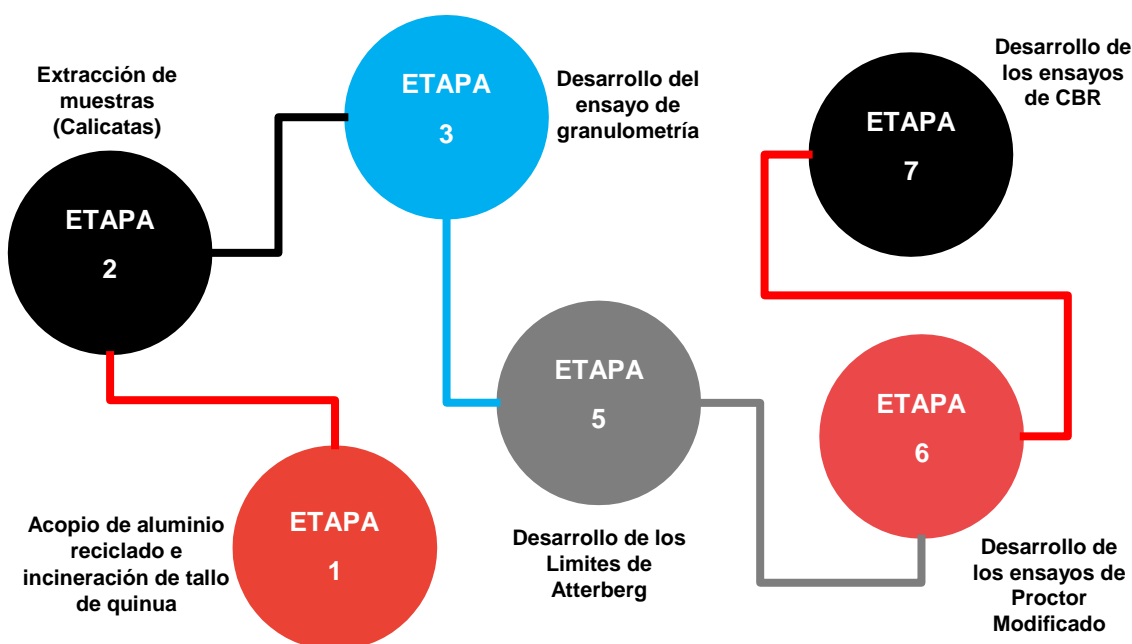 Extracción de
muestras
(Calicatas)
ETAPA
2
ETAPA
3
Desarrollo del
ensayo de
granulometría
Desarrollo de
los ensayos
de CBR
ETAPA
7
ETAPA
5
Desarrollo de los
Limites de
Atterberg
ETAPA
6
Desarrollo de
los ensayos de
Proctor
Modificado
Acopio de aluminio
reciclado e
incineración de tallo
de quinua
ETAPA
1